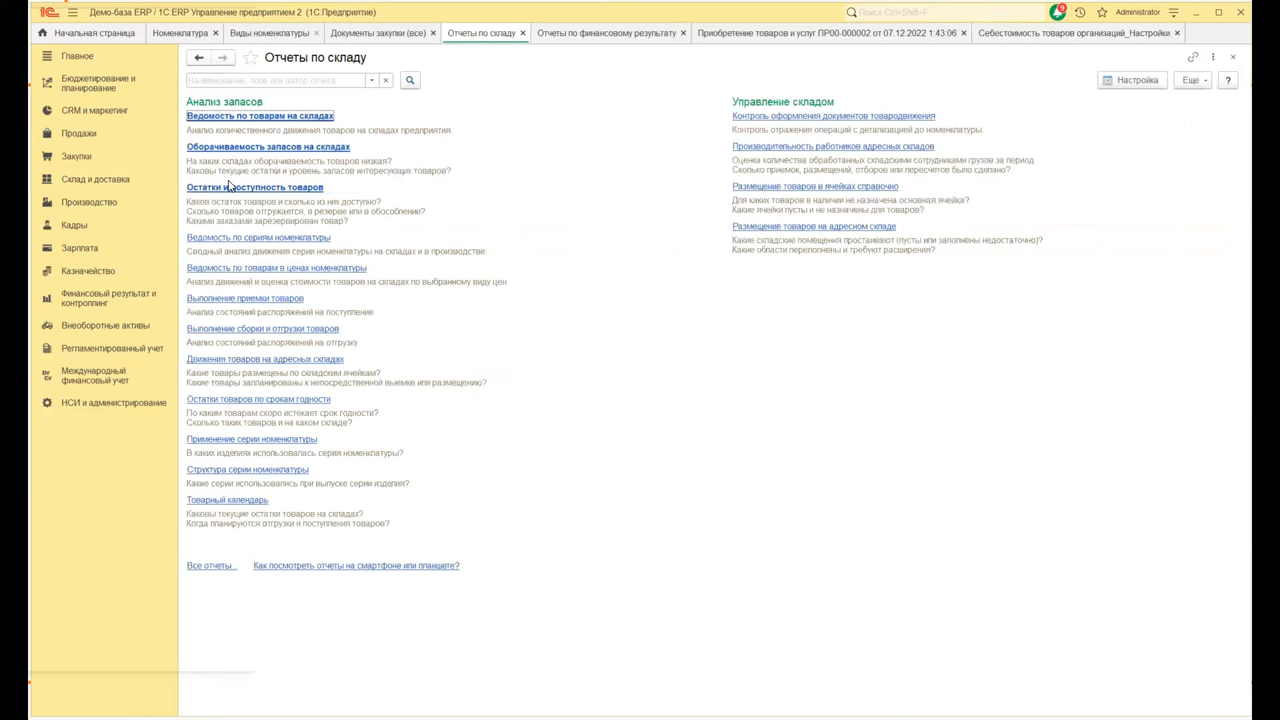 Демо-база ERP / 1С:ERP Управление предприятием 2 (1С:Предприятие)
Поиск Ctrl+Shift+F
Administrator
Начальная страница
Номенклатура ×
Виды номенклатуры ×
Документы закупки (все) ×
Отчеты по складу ×
Отчеты по финансовому результату ×
Приобретение товаров и услуг ПР00-000002 от 07.12.2022 1:43:06 ×
Себестоимость товаров организаций_Настройки ×
Главное
Бюджетирование и
планирование
CRM и маркетинг
Продажи
Закупки
Склад и доставка
Производство
Кадры
Зарплата
Казначейство
Финансовый результат и
контроллинг
Внеоборотные активы
Регламентированный учет
Международный
финансовый учет
НСИ и администрирование
Отчеты по складу
Наименование, поле или автор отчета
Настройка
Еще
?
Анализ запасов
Ведомость по товарам на складах
Анализ количественного движения товаров на складах предприятия.
Оборачиваемость запасов на складах
На каких складах оборачиваемость товаров низкая?
Каковы текущие остатки и уровень запасов интересующих товаров?
Остатки и доступность товаров
Каков остаток товаров и сколько из них доступно?
Сколько товаров отгружается, в резерве или в обособлении?
Какими заказами зарезервирован товар?
Ведомость по сериям номенклатуры
Сводный анализ движения серии номенклатуры на складах и в производстве.
Ведомость по товарам в ценах номенклатуры
Анализ движений и оценка стоимости товаров на складах по выбранному виду цен
Выполнение приемки товаров
Анализ состояний распоряжений на поступление
Выполнение сборки и отгрузки товаров
Анализ состояний распоряжений на отгрузку
Движения товаров на адресных складах
Какие товары размещены по складским ячейкам?
Какие товары запланированы к непосредственной выемке или размещению?
Остатки товаров по срокам годности
По каким товарам скоро истекает срок годности?
Сколько таких товаров и на каком складе?
Применение серии номенклатуры
В каких изделиях использовалась серия номенклатуры?
Структура серии номенклатуры
Какие серии использовались при выпуске серии изделия?
Товарный календарь
Каковы текущие остатки товаров на складах?
Когда планируются отгрузки и поступления товаров?
Все отчеты...
Как посмотреть отчеты на смартфоне или планшете?
Управление складом
Контроль оформления документов товародвижения
Контроль отражения операций с детализацией до номенклатуры.
Производительность работников адресных складов
Оценка количества обработанных складскими сотрудниками грузов за период
Сколько приемок, размещений, отборов или пересчетов было сделано?
Размещение товаров в ячейках справочно
Для каких товаров в наличии не назначена основная ячейка?
Какие ячейки пусты и не назначены для товаров?
Размещение товаров на адресном складе
Какие складские помещения простаивают (пусты или заполнены недостаточно)?
Какие области переполнены и требуют расширения?